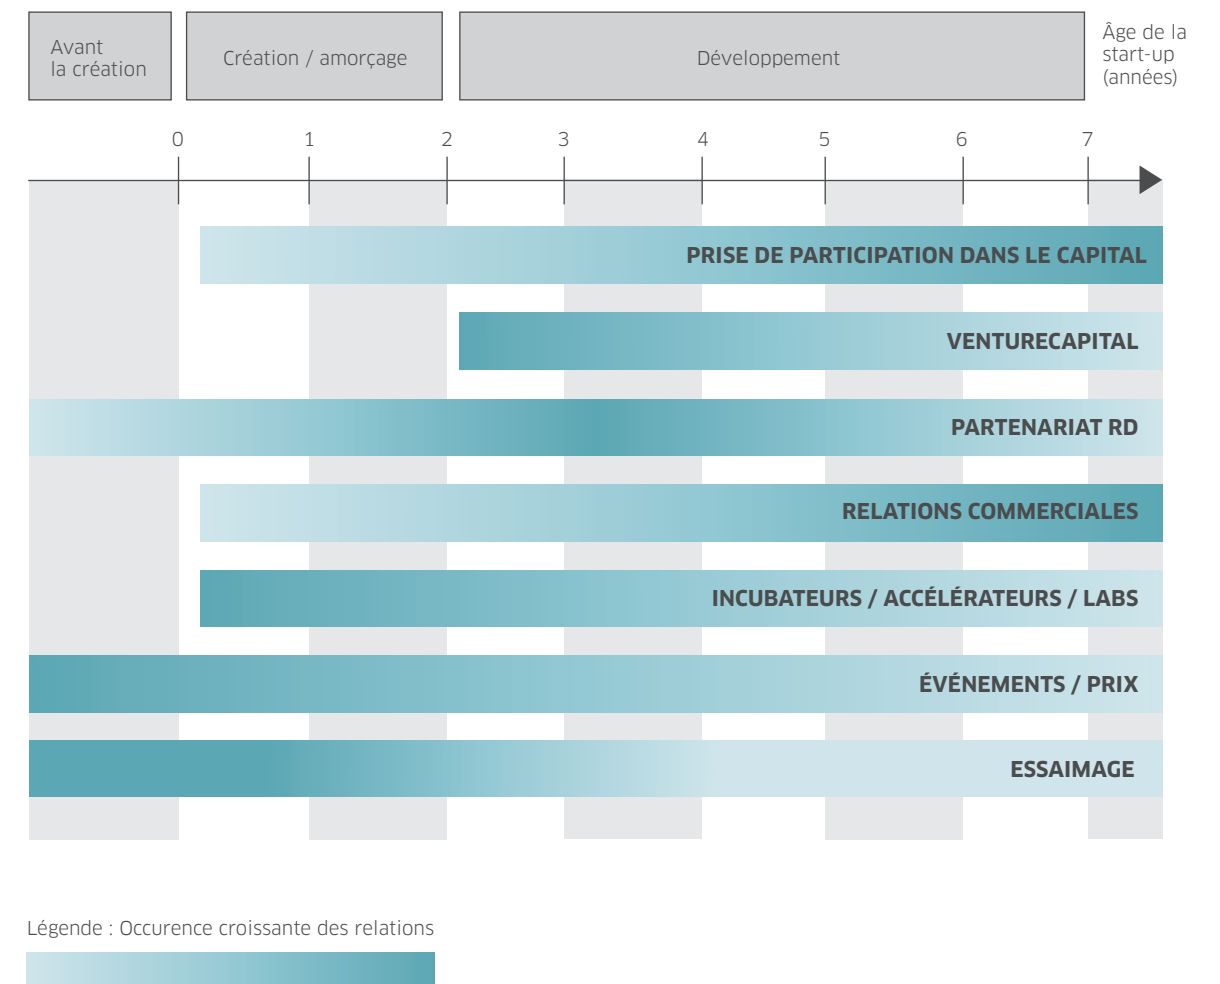 Avant
la création
Création / amorçage
Développement
Âge de la
start-up
(années)
0 1 2 3 4 5 6 7
PRISE DE PARTICIPATION DANS LE CAPITAL
VENTURECAPITAL
PARTENARIAT RD
RELATIONS COMMERCIALES
INCUBATEURS / ACCÉLÉRATEURS / LABS
ÉVÉNEMENTS / PRIX
ESSAIMAGE
Légende : Occurence croissante des relations